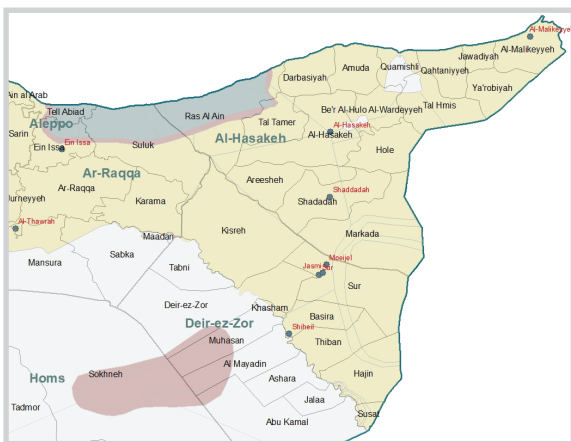 Al-Malikeyye
Al-Malikeyyeh
Jawadiyah
Qahtaniyyeh
Quamishli
Amuda
Darbasiyah
Ya'robiyah
Ain al Arab
Tell Abiad
Ras Al Ain
Be'r Al-Hulo Al-Wardeyyeh
Tal Hmis
Aleppo
Tal Tamer
Al-Hasakeh
Al-Hasakeh
Al-Hasakeh
Sarin
Ein Issa
Ein Issa
Suluk
Hole
Ar-Raqqa
Ar-Raqqa
Areesheh
Shaddadah
Shadadah
Jurneyyeh
Karama
Al-Thawrah
Kisreh
Markada
Maadan
Sabka
Mansura
Tabni
Moeijel
Sur
Deir-ez-Zor
Khasham
Basira
Deir-ez-Zor
Shiheil
Thiban
Muhasan
Al Mayadin
Homs
Sokhneh
Ashara
Hajin
Jalaa
Tadmor
Abu Kamal
Susat